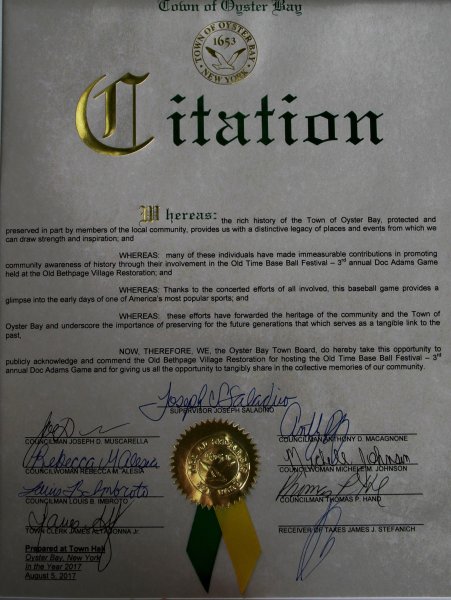 Town of Oyster Bay
TOWN OF OYSTER BAY
1653
NEW YORK
Citation
Whereas: the rich history of the Town of Oyster Bay, protected and
preserved in part by members of the local community, provides us with a distinctive legacy of places and events from which we
can draw strength and inspiration; and
WHEREAS: many of these individuals have made immeasurable contributions in promoting
community awareness of history through their involvement in the Old Time Base Ball Festival – 3rd annual Doc Adams Game
held at the Old Bethpage Village Restoration; and
WHEREAS: Thanks to the concerted efforts of all involved, this baseball game provides a
glimpse into the early days of one of America's most popular sports; and
WHEREAS: these efforts have forwarded the heritage of the community and the Town of
Oyster Bay and underscore the importance of preserving for the future generations that which serves as a tangible link to the
past,
NOW, THEREFORE, WE, the Oyster Bay Town Board, do hereby take this opportunity to
publicly acknowledge and commend the Old Bethpage Village Restoration for hosting the Old Time Base Ball Festival – 3rd
annual Doc Adams Game and for giving us all the opportunity to tangibly share in the collective memories of our community.
Joseph Saladino
SUPERVISOR JOSEPH SALADINO
COUNCILMAN JOSEPH D. MUSCARELLA
COUNCILMAN ANTHONY D. MACAGNONE
Rebecca M. Alesia
M Johnson
COUNCILWOMAN REBECCA M. ALESIA
COUNCILWOMAN MICHELE M. JOHNSON
Louis B. Imbroto
Thomas P Hand
COUNCILMAN LOUIS B. IMBROTO
COUNCILMAN THOMAS P. HAND
James
TOWN CLERK JAMES ALTADONNA Jr.
RECEIVER OF TAXES JAMES J. STEFANICH
Prepared at Town Hall
Oyster Bay, New York
In the Year 2017
August 5, 2017